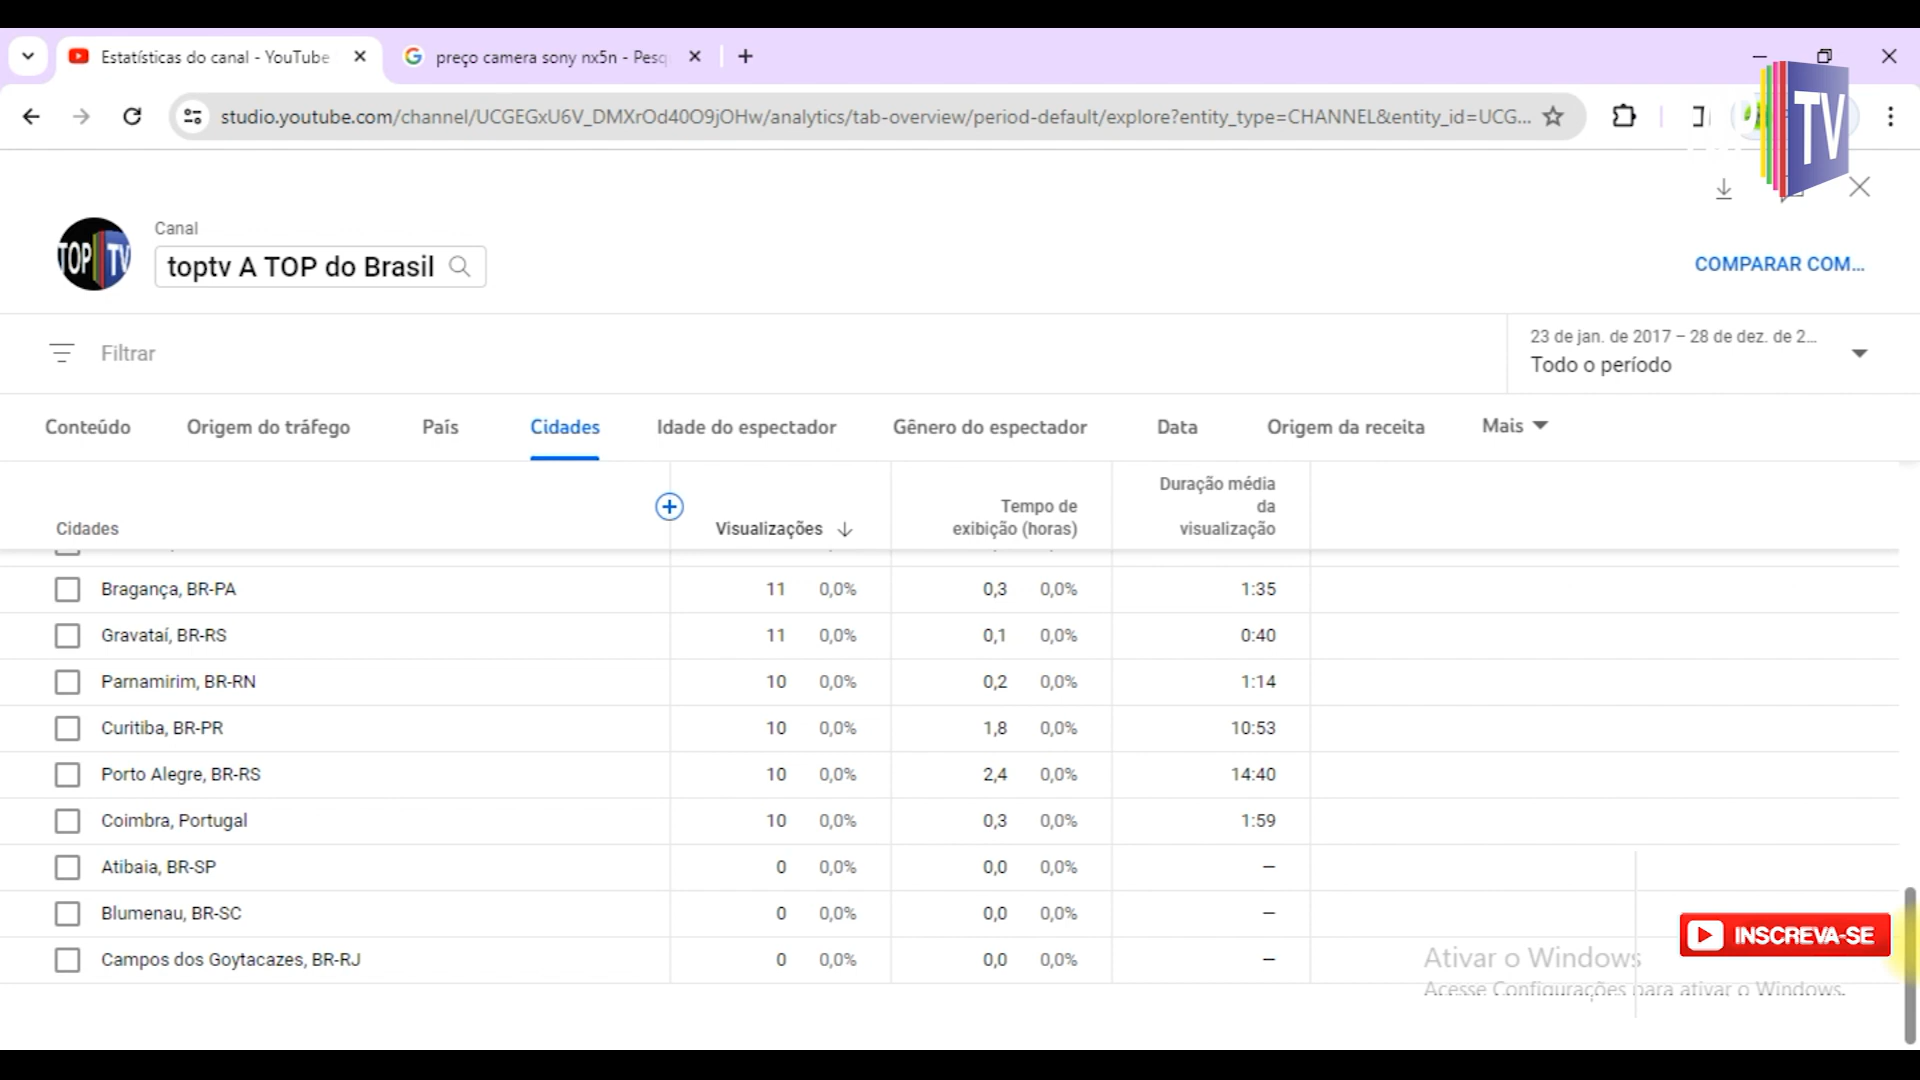 Estatísticas do canal - YouTube
preço camera sony nx5n - Pesq
studio.youtube.com/channel/UCGEGxU6V_DMXrOd40O9jOHw/analytics/tab-overview/period-default/explore?entity_type=CHANNEL&entity_id=UCG...
TV
TOP TV
Canal
toptv A TOP do Brasil
COMPARAR COM...
Filtrar
23 de jan. de 2017 – 28 de dez. de 2...
Todo o período
Conteúdo Origem do tráfego País Cidades Idade do espectador Gênero do espectador Data Origem da receita Mais
Cidades Visualizações Tempo de exibição (horas) Duração média da visualização
Bragança, BR-PA 11 0,0% 0,3 0,0% 1:35
Gravataí, BR-RS 11 0,0% 0,1 0,0% 0:40
Parnamirim, BR-RN 10 0,0% 0,2 0,0% 1:14
Curitiba, BR-PR 10 0,0% 1,8 0,0% 10:53
Porto Alegre, BR-RS 10 0,0% 2,4 0,0% 14:40
Coimbra, Portugal 10 0,0% 0,3 0,0% 1:59
Atibaia, BR-SP 0 0,0% 0,0 0,0% —
Blumenau, BR-SC 0 0,0% 0,0 0,0% —
Campos dos Goytacazes, BR-RJ 0 0,0% 0,0 0,0% —
INSCREVA-SE
Ativar o Windows
Acesse Configurações para ativar o Windows.